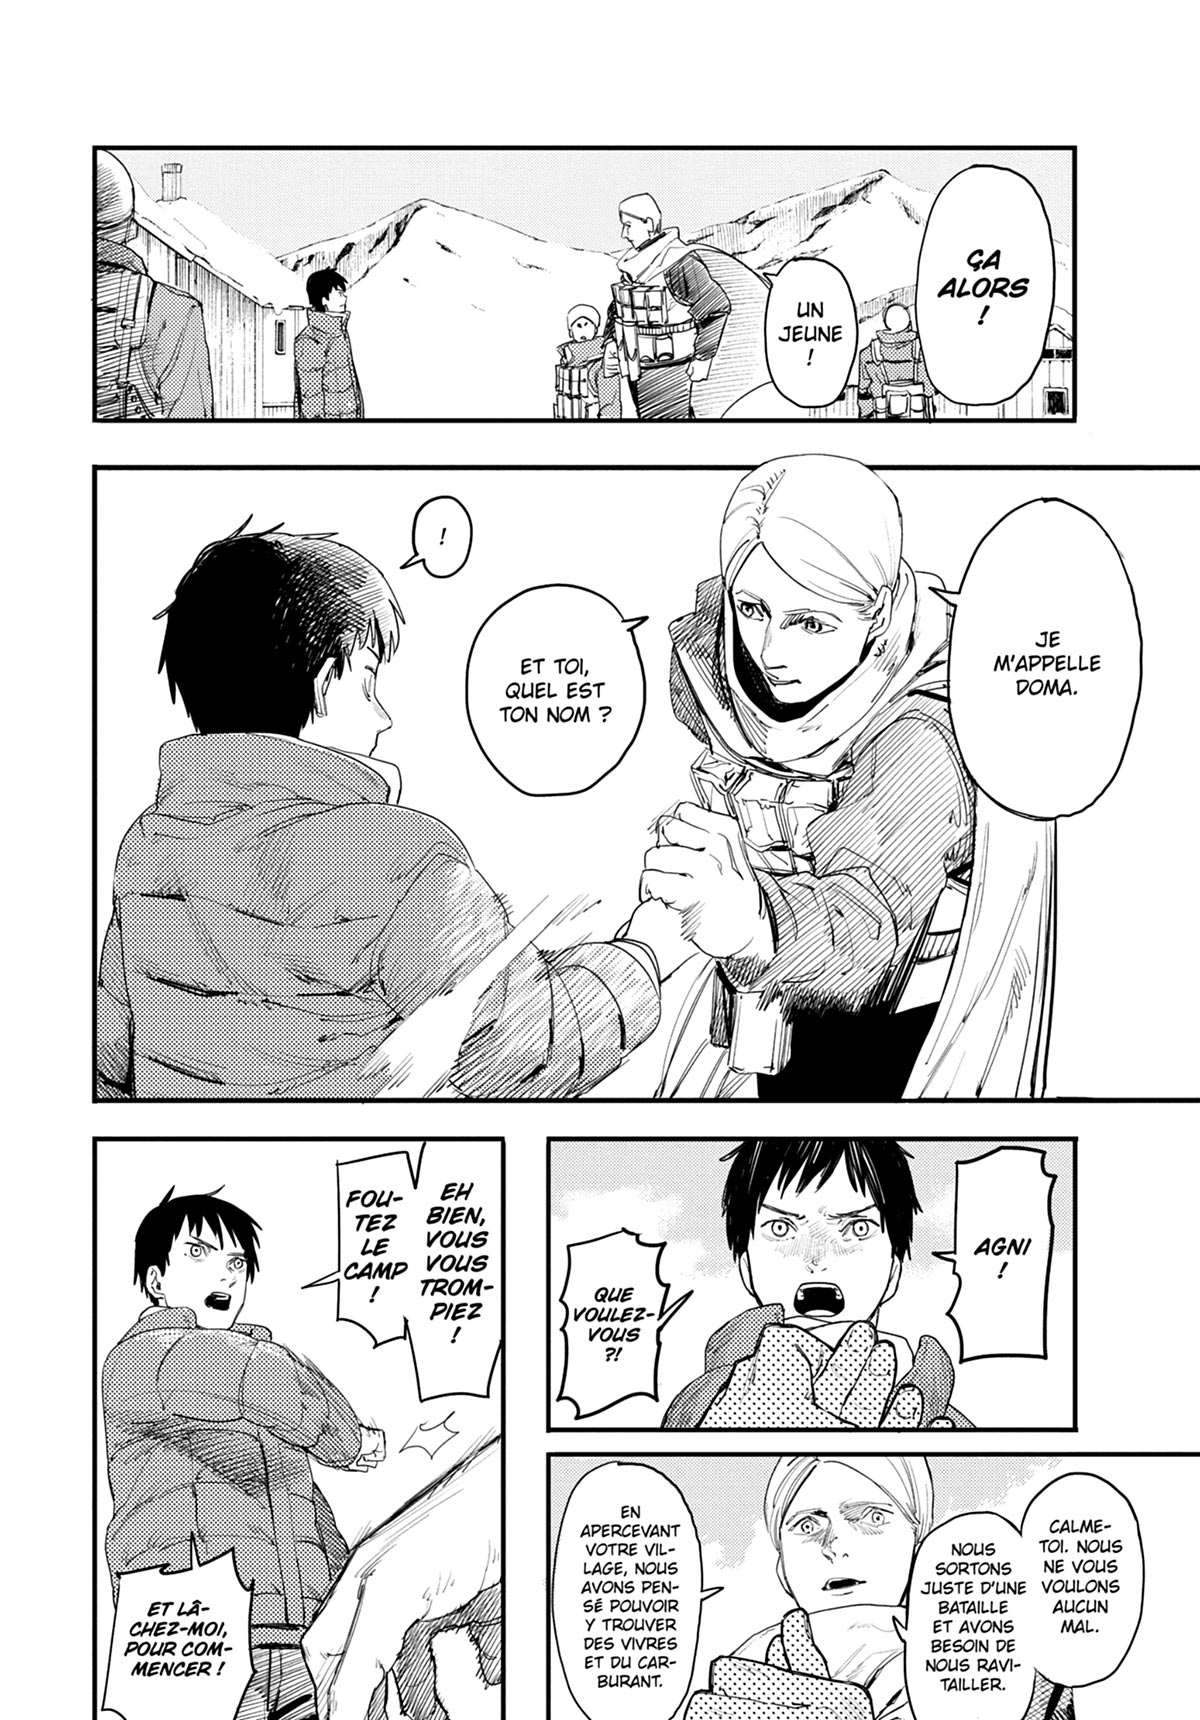 ÇA
ALORS
!
UN
JEUNE
!
JE
M'APPELLE
DOMA.
ET TOI,
QUEL EST
TON NOM ?
!
AGNI
!
QUE
VOULEZ-
VOUS
?!
CALME-
TOI. NOUS
NE VOUS
VOULONS
AUCUN
MAL.
NOUS
SORTONS
JUSTE D'UNE
BATAILLE
ET AVONS
BESOIN DE
NOUS RAVI-
TAILLER.
EN
APERCEVANT
VOTRE VIL-
LAGE, NOUS
AVONS PEN-
SÉ POUVOIR
Y TROUVER
DES VIVRES
ET DU CAR-
BURANT.
EH
BIEN,
VOUS
VOUS
TROM-
PIEZ
!
FOU-
TEZ
LE
CAMP
!
ET LÂ-
CHEZ-MOI,
POUR COM-
MENCER !